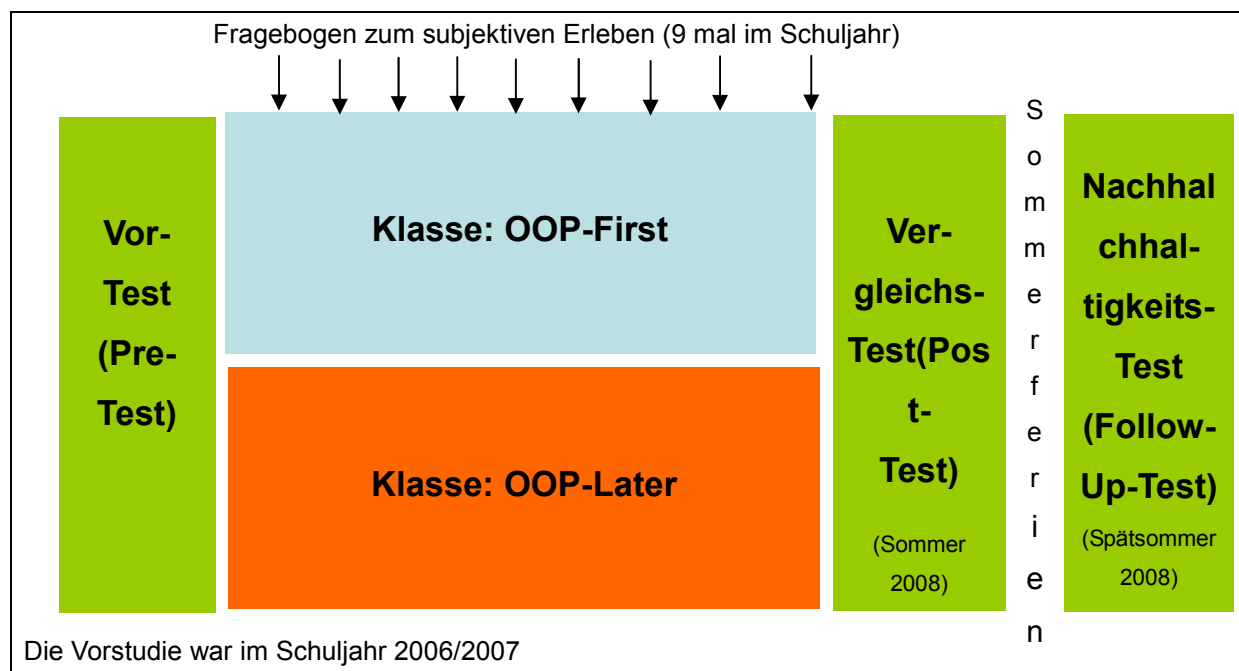 Fragebogen zum subjektiven Erleben (9 mal im Schuljahr)
Vor-
Test
(Pre-
Test)
Klasse: OOP-First
Klasse: OOP-Later
Ver-
gleichs-
Test(Pos
t-
Test)
(Sommer
2008)
S
o
m
m
e
r
f
e
r
i
e
n
Nachhal
chhal-
tigkeits-
Test
(Follow-
Up-Test)
(Spätsommer
2008)
Die Vorstudie war im Schuljahr 2006/2007